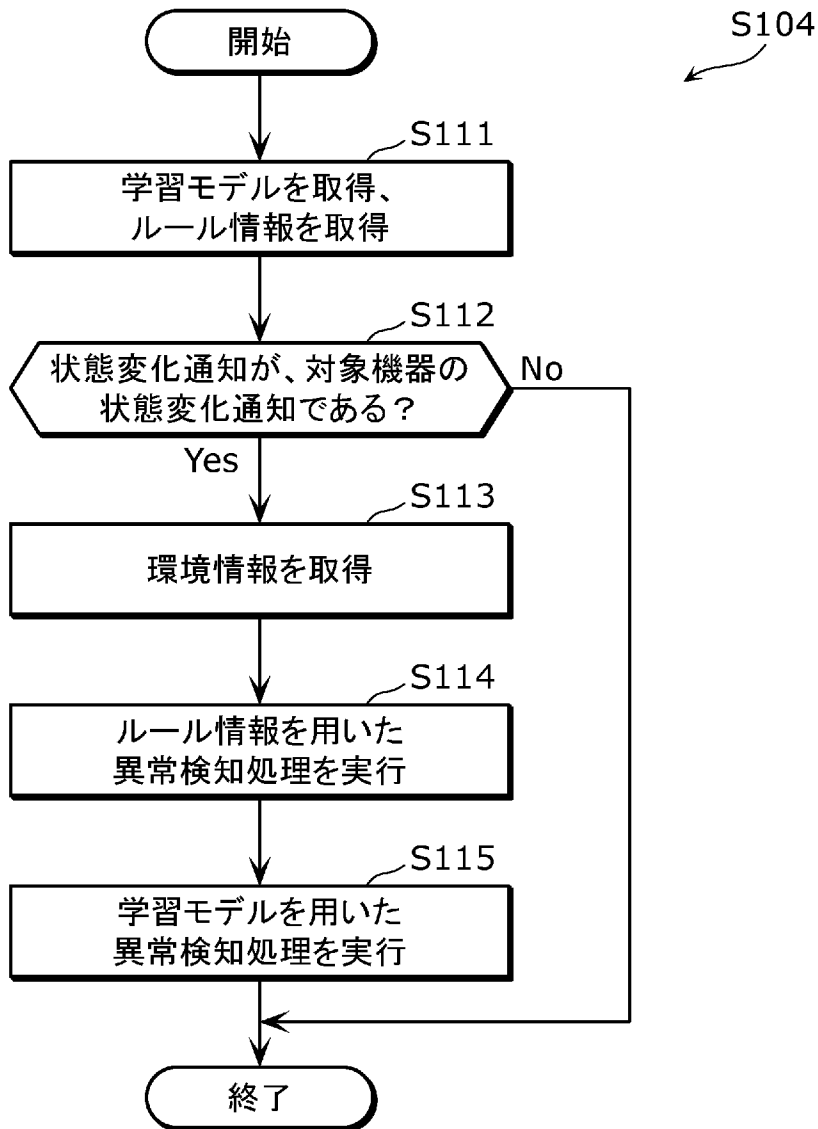 S104
開始
S111
学習モデルを取得、
ルール情報を取得
S112
状態変化通知が、対象機器の
状態変化通知である？
No
Yes
S113
環境情報を取得
S114
ルール情報を用いた
異常検知処理を実行
S115
学習モデルを用いた
異常検知処理を実行
終了